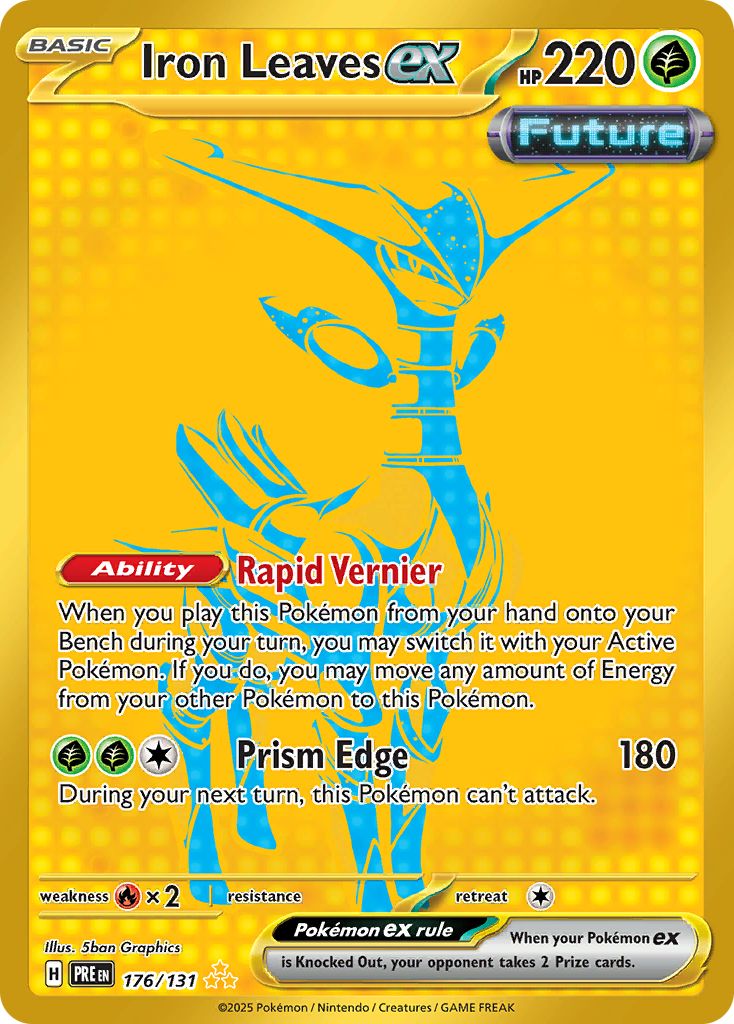 BASIC Iron Leaves ex HP 220
Future
Ability Rapid Vernier
When you play this Pokémon from your hand onto your
Bench during your turn, you may switch it with your Active
Pokémon. If you do, you may move any amount of Energy
from your other Pokémon to this Pokémon.
Prism Edge 180
During your next turn, this Pokémon can't attack.
weakness ×2 resistance retreat
Pokémon ex rule When your Pokémon ex
is Knocked Out, your opponent takes 2 Prize cards.
Illus. 5ban Graphics
H PRE EN 176/131
©2025 Pokémon / Nintendo / Creatures / GAME FREAK